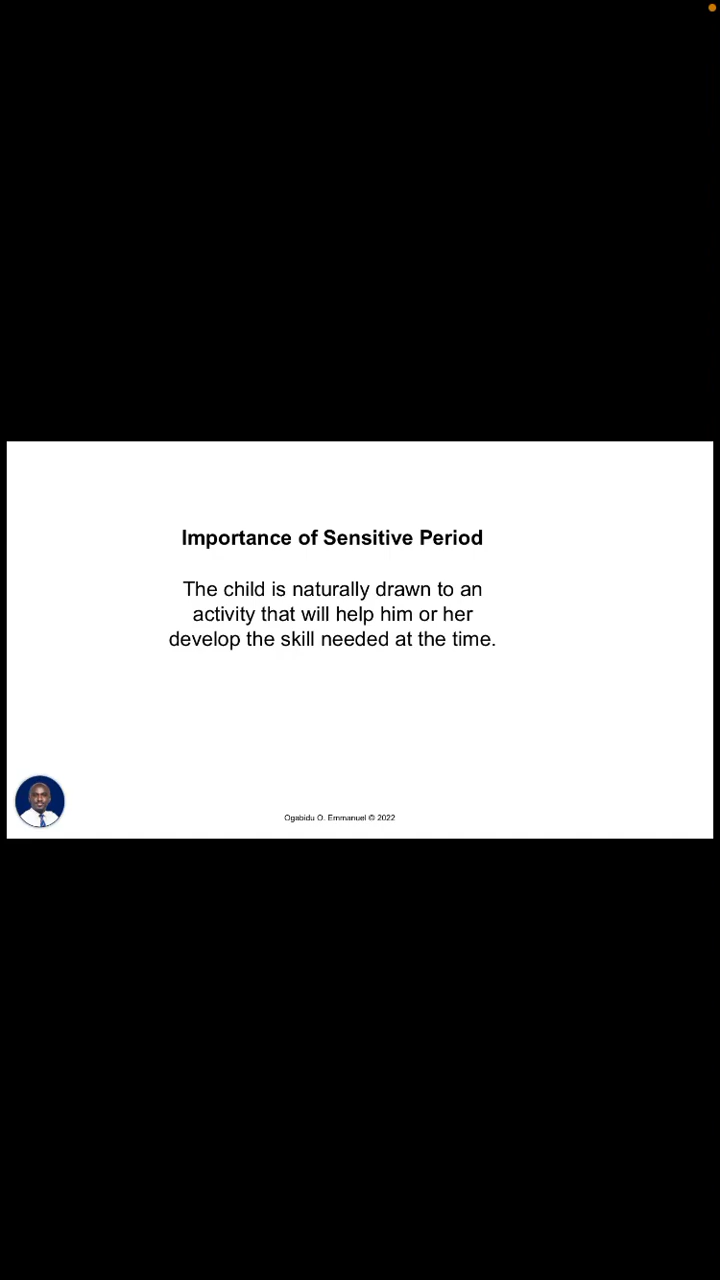 Importance of Sensitive Period
The child is naturally drawn to an
activity that will help him or her
develop the skill needed at the time.
Ogabidu O. Emmanuel © 2022